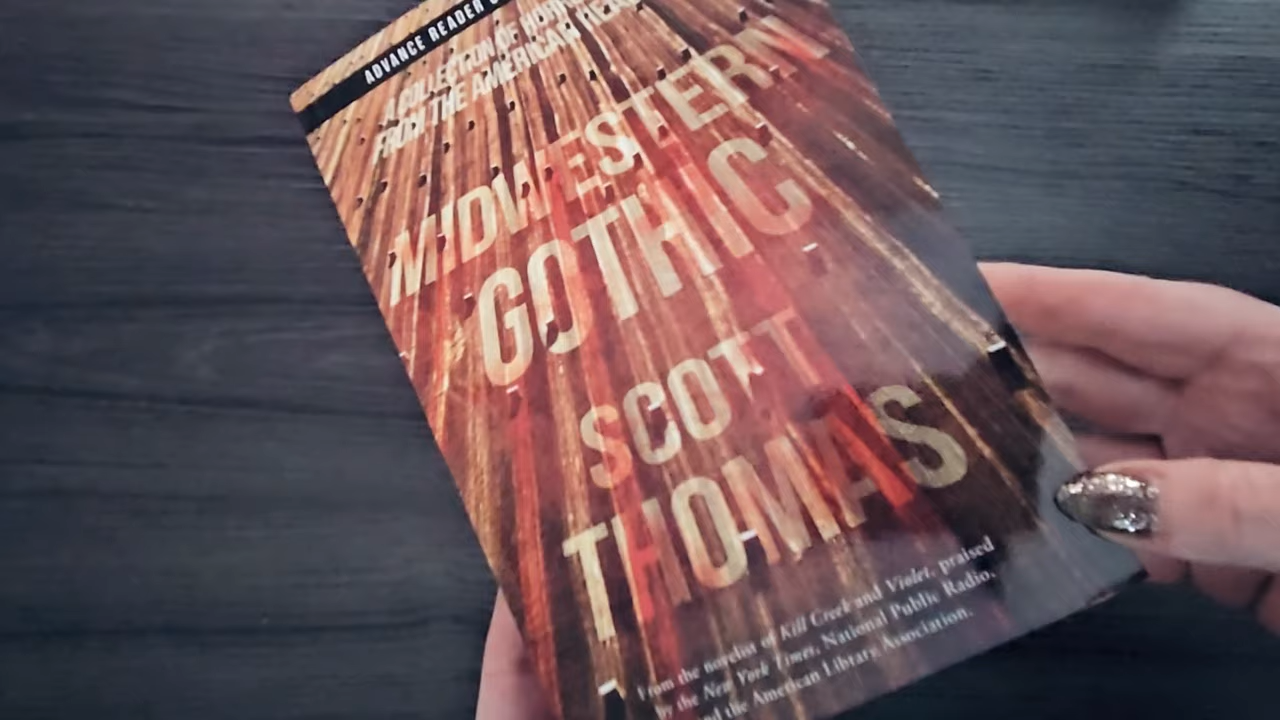 ADVANCE READER
A COLLECTION OF
FROM THE AMERICAN
MIDWESTERN
GOTHIC
SCOTT
THOMAS
From the novelist of Kill Creek and Violet, praised
by the New York Times, National Public Radio,
and the American Library Association.